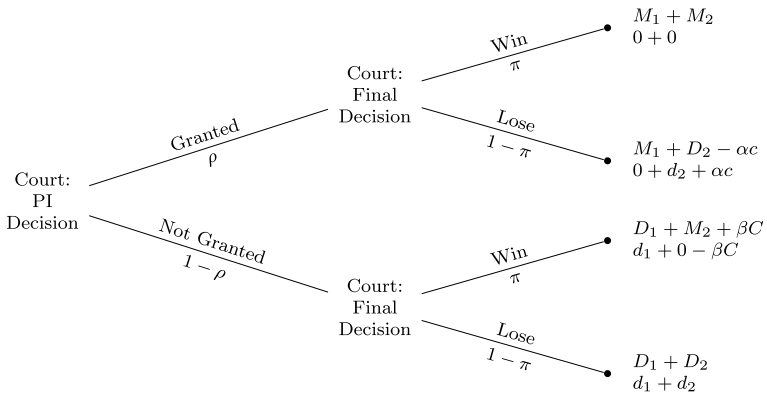 M₁ + M₂
0 + 0
Win
π
Court:
Final
Decision
Lose
1 − π
M₁ + D₂ − αc
0 + d₂ + αc
Granted
ρ
Court:
PI
Decision
Not Granted
1 − ρ
D₁ + M₂ + βC
d₁ + 0 − βC
Win
π
Court:
Final
Decision
Lose
1 − π
D₁ + D₂
d₁ + d₂